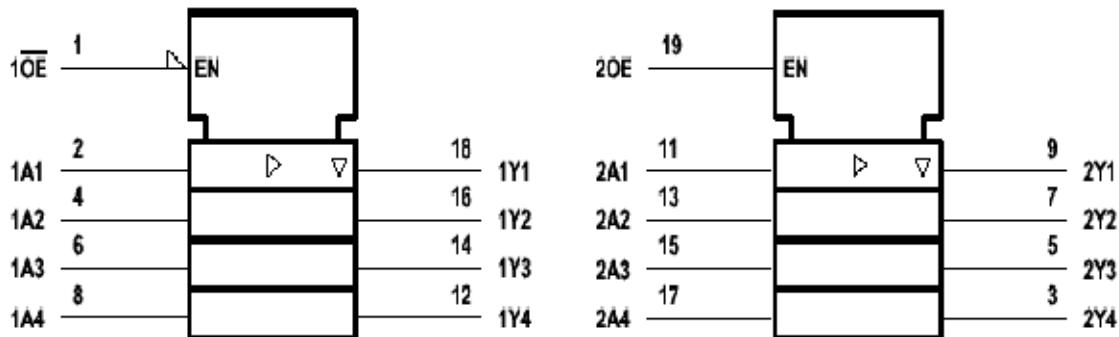 1 19
1O̅E̅ EN 2OE EN
2 18 11 9
1A1 1Y1 2A1 2Y1
4 16 13 7
1A2 1Y2 2A2 2Y2
6 14 15 5
1A3 1Y3 2A3 2Y3
8 12 17 3
1A4 1Y4 2A4 2Y4